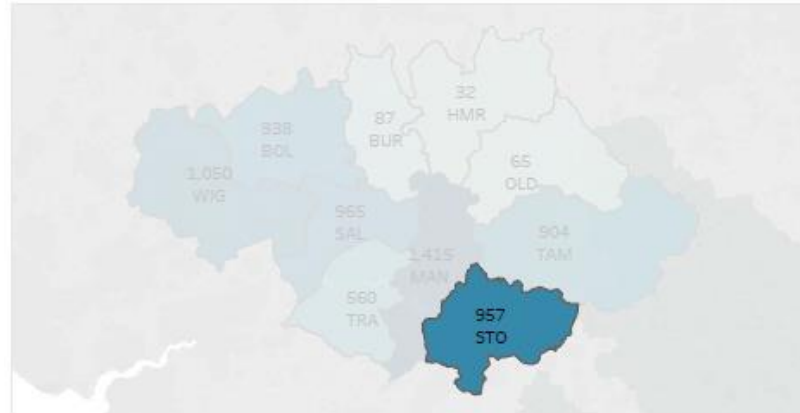 32
HMR
87
BUR
938
BOL
65
OLD
1,050
WIG
965
SAL
904
TAM
1,415
MAN
560
TRA
957
STO